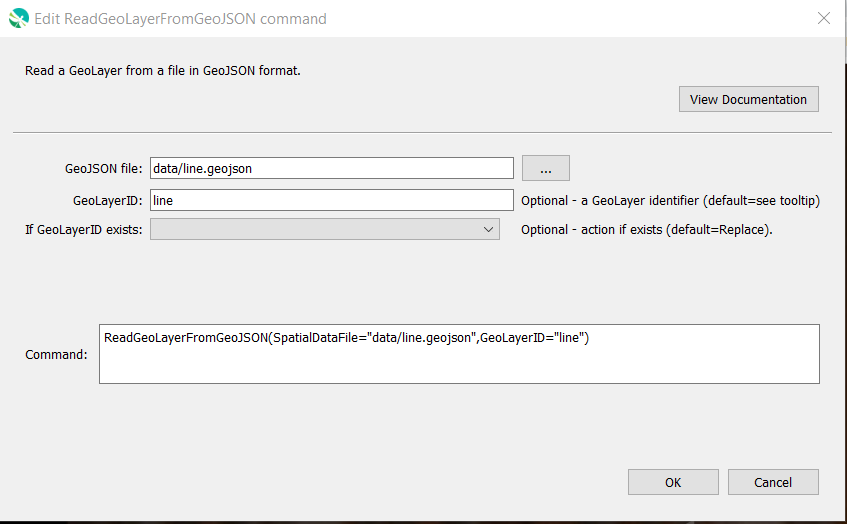 Edit ReadGeoLayerFromGeoJSON command
Read a GeoLayer from a file in GeoJSON format.
View Documentation
GeoJSON file: data/line.geojson ...
GeoLayerID: line Optional - a GeoLayer identifier (default=see tooltip)
If GeoLayerID exists: Optional - action if exists (default=Replace).
Command: ReadGeoLayerFromGeoJSON(SpatialDataFile="data/line.geojson",GeoLayerID="line")
OK Cancel